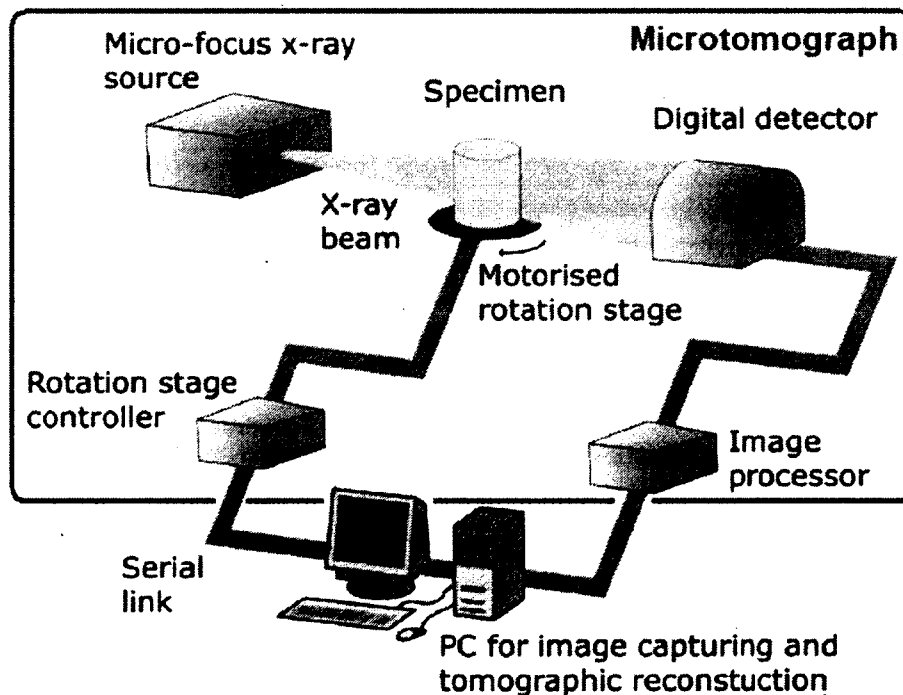 Micro-focus x-ray
source
Microtomograph
Specimen
Digital detector
X-ray
beam
Motorised
rotation stage
Rotation stage
controller
Image
processor
Serial
link
PC for image capturing and
tomographic reconstuction